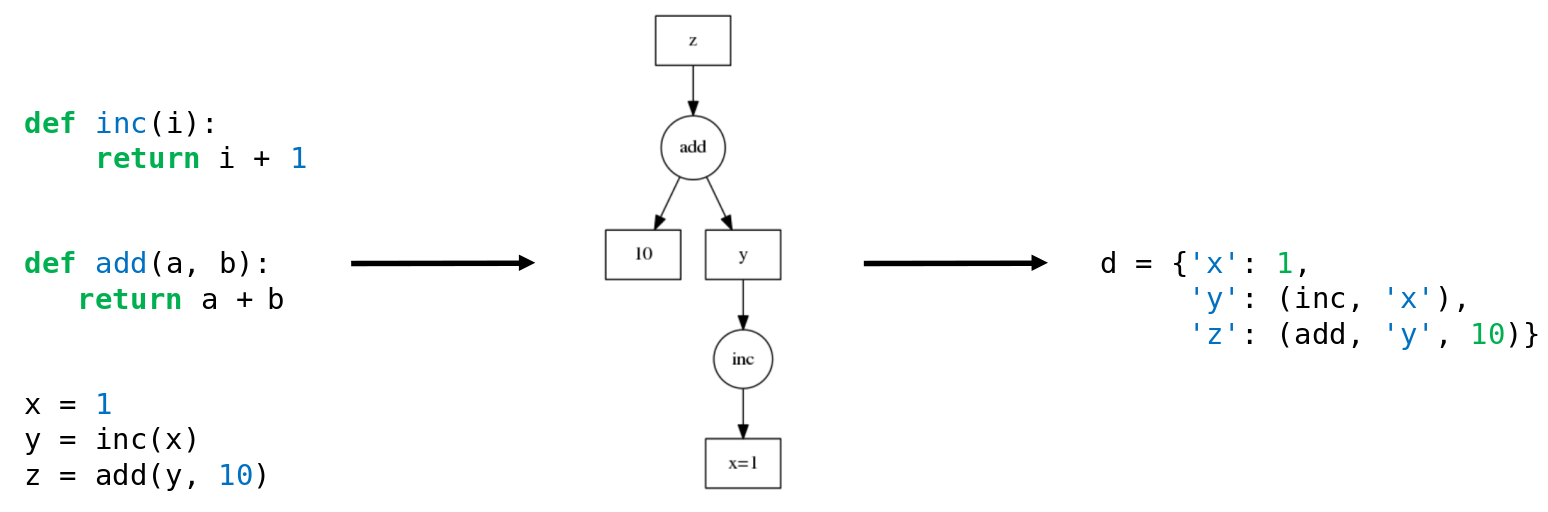 def inc(i):
    return i + 1
def add(a, b):
   return a + b
x = 1
y = inc(x)
z = add(y, 10)
z
add
10
y
inc
x=1
d = {'x': 1,
     'y': (inc, 'x'),
     'z': (add, 'y', 10)}